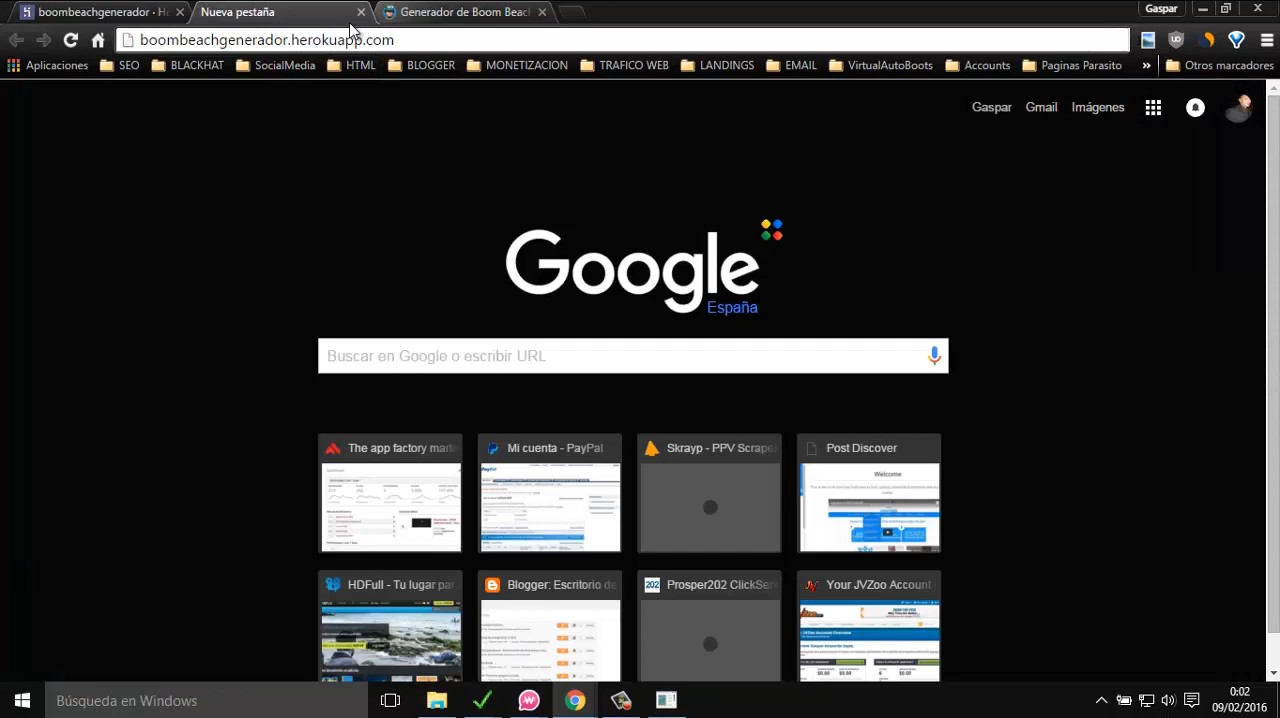 boombeachgenerador · He
Nueva pestaña
Generador de Boom Beach
Gaspar
boombeachgenerador.herokuapp.com
Aplicaciones
SEO
BLACKHAT
SocialMedia
HTML
BLOGGER
MONETIZACION
TRAFICO WEB
LANDINGS
EMAIL
VirtualAutoBoots
Accounts
Paginas Parasito
»
Otros marcadores
Gaspar
Gmail
Imágenes
Google
España
Buscar en Google o escribir URL
The app factory mark
Mi cuenta - PayPal
Skrayp - PPV Scrape
Post Discover
Welcome
HDFull - Tu lugar par
Blogger: Escritorio de
202
Prosper202 ClickServ
JV
Your JVZoo Account
Búsqueda en Windows
0:02
09/02/2016